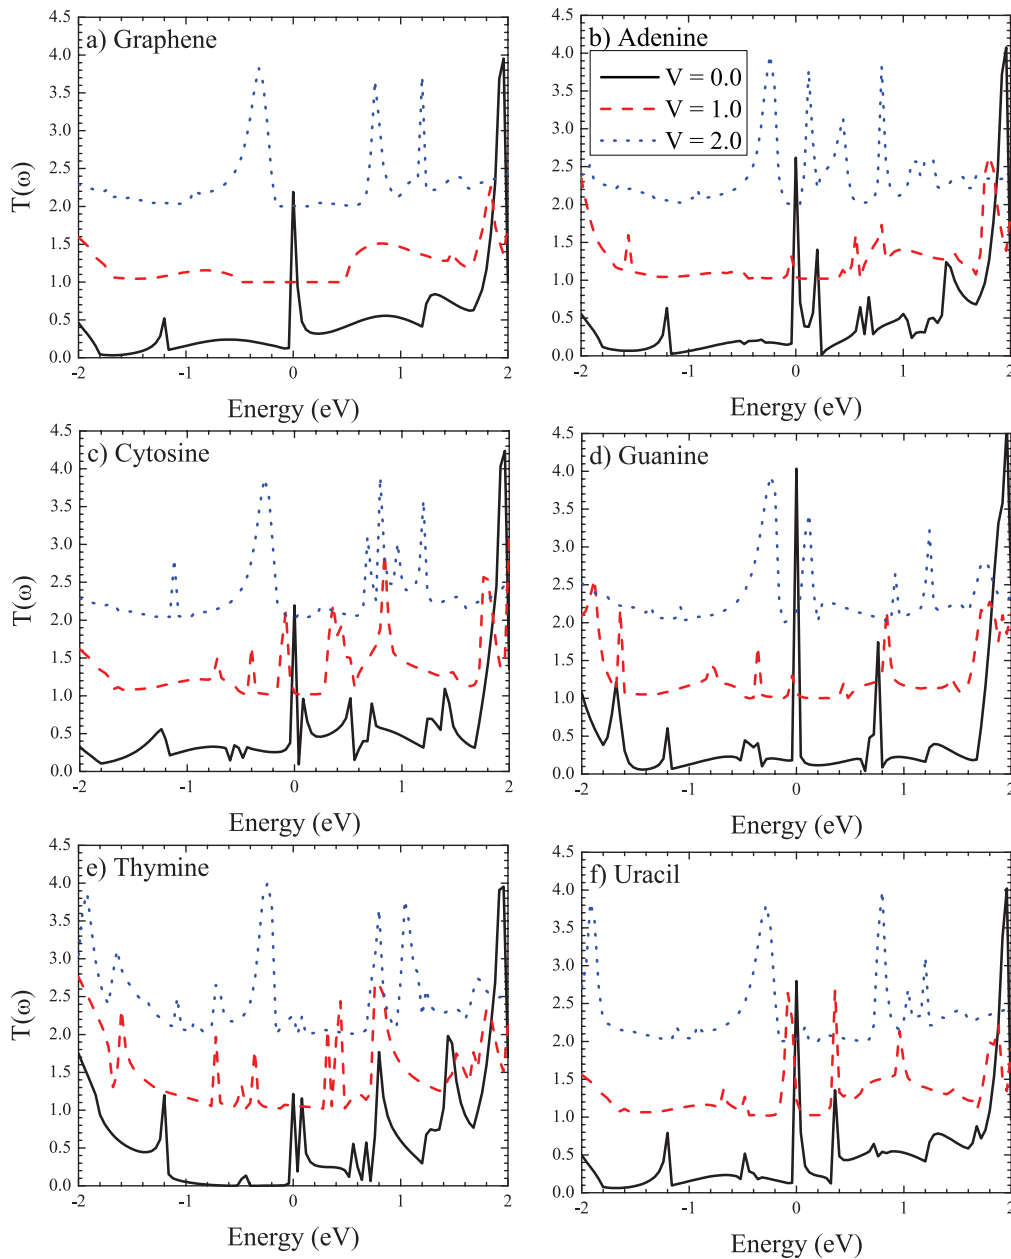 a) Graphene
4.5
4.0
3.5
3.0
2.5
2.0
1.5
1.0
0.5
0.0
T(ω)
-2 -1 0 1 2
Energy (eV)
b) Adenine
V = 0.0
V = 1.0
V = 2.0
4.5
4.0
3.5
3.0
2.5
2.0
1.5
1.0
0.5
0.0
-2 -1 0 1 2
Energy (eV)
c) Cytosine
4.5
4.0
3.5
3.0
2.5
2.0
1.5
1.0
0.5
0.0
T(ω)
-2 -1 0 1 2
Energy (eV)
d) Guanine
4.5
4.0
3.5
3.0
2.5
2.0
1.5
1.0
0.5
0.0
-2 -1 0 1 2
Energy (eV)
e) Thymine
4.5
4.0
3.5
3.0
2.5
2.0
1.5
1.0
0.5
0.0
T(ω)
-2 -1 0 1 2
Energy (eV)
f) Uracil
4.5
4.0
3.5
3.0
2.5
2.0
1.5
1.0
0.5
0.0
-2 -1 0 1 2
Energy (eV)